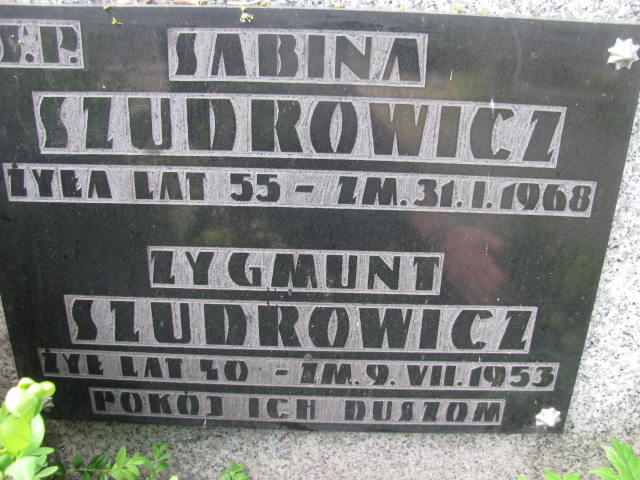 Ś.P. SABINA
SZUDROWICZ
ŻYŁA LAT 55 - ZM. 31. I. 1968
ZYGMUNT
SZUDROWICZ
ŻYŁ LAT 40 - ZM. 9. VII. 1953
POKÓJ ICH DUSZOM